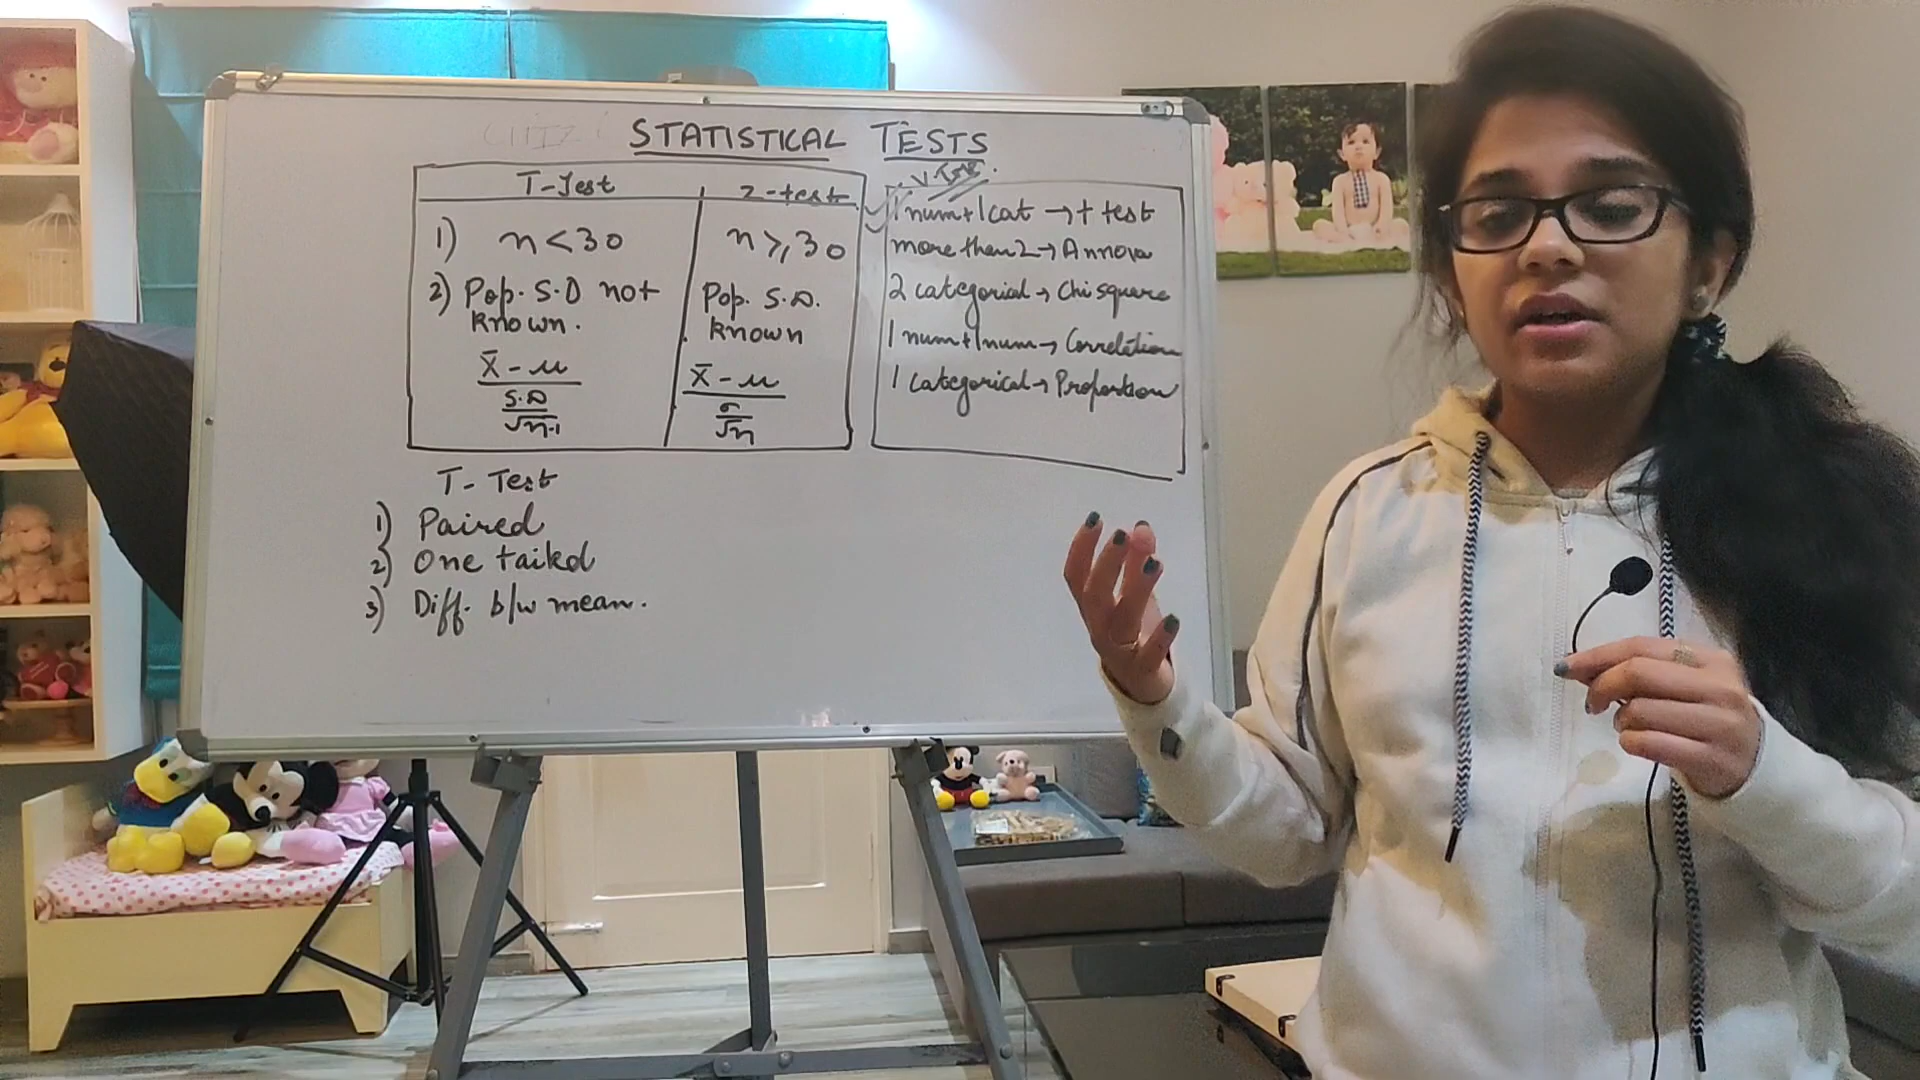 STATISTICAL TESTS
T-Test
Z-test
1) n < 30
n ≥ 30
2) Pop. S.D not
known.
Pop. S.D.
known
x̄ - μ
S.D
√n-1
x̄ - μ
σ
√n
V.
1 num + 1 cat → t test
more than 2 → Annova
2 categorial → Chi square
1 num + 1 num → Correlation
1 categorical → Proportion
T- Test
1) Paired
2) One tailed
3) Diff. b/w mean.